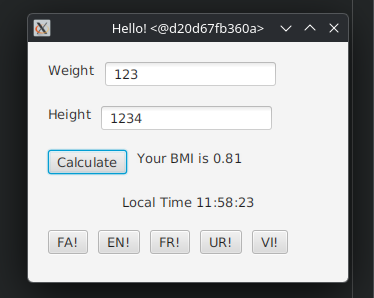 Hello! <@d20d67fb360a>
Weight 123
Height 1234
Calculate Your BMI is 0.81
Local Time 11:58:23
FA! EN! FR! UR! VI!